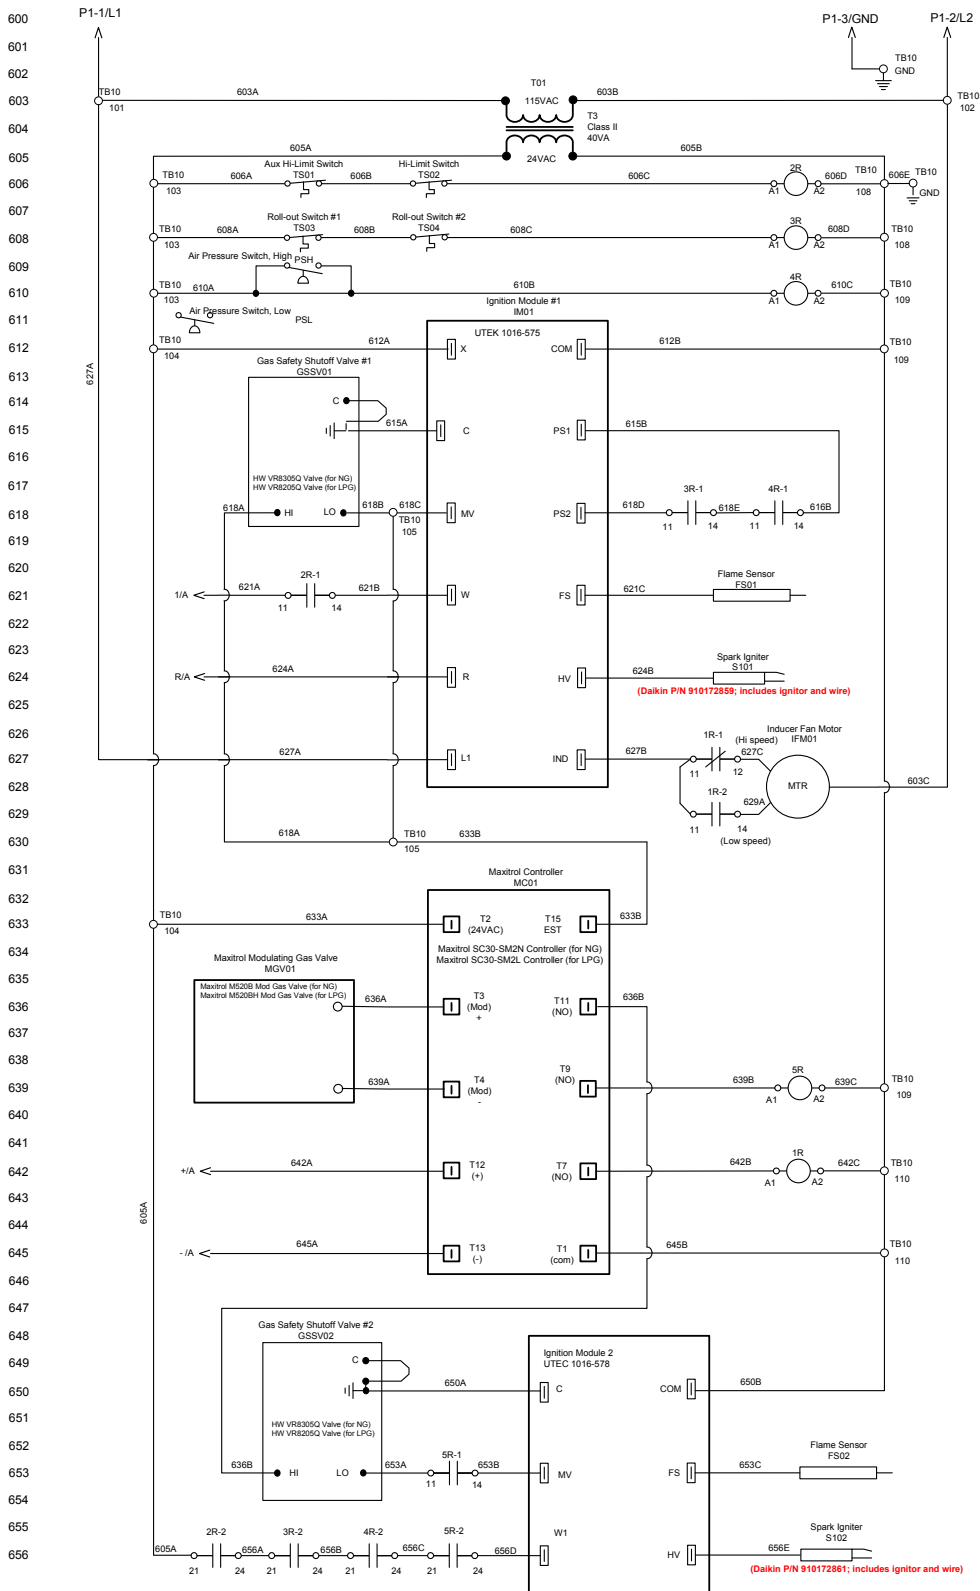 600 P1-1/L1 P1-3/GND P1-2/L2
601
602 TB10 GND
T01
603 TB10 101 603A 115VAC 603B TB10 102
T3
Class II
40VA
604
605 605A 24VAC 605B
Aux Hi-Limit Switch Hi-Limit Switch
606 TB10 103 606A TS01 606B TS02 606C 2R A1 A2 606D TB10 108 606E TB10 GND
607
Roll-out Switch #1 Roll-out Switch #2
608 TB10 103 608A TS03 608B TS04 608C 3R A1 A2 608D TB10 108
609
Air Pressure Switch, High PSH
610 TB10 103 610A 610B 4R A1 A2 610C TB10 109
Ignition Module #1
IM01
611 Air Pressure Switch, Low PSL
UTEK 1016-575
612 TB10 104 612A X COM 612B TB10 109
Gas Safety Shutoff Valve #1
GSSV01
613 627A
614 C
615 615A C PS1 615B
616
617 HW VR8305Q Valve (for NG)
HW VR8205Q Valve (for LPG)
618 618A HI LO 618B 618C TB10 105 MV PS2 618D 3R-1 11 14 618E 4R-1 11 14 616B
619
620
621 1/A 621A 2R-1 11 14 621B W FS 621C
Flame Sensor
FS01
622
623
624 R/A 624A R HV 624B
Spark Igniter
S101
(Daikin P/N 910172859; includes ignitor and wire)
625
626
627 627A L1 IND 627B 1R-1 11 12 (Hi speed) 627C
Inducer Fan Motor
IFM01
628 MTR 603C
629 1R-2 11 14 629A
(Low speed)
630 618A TB10 105 633B
631
Maxitrol Controller
MC01
632
633 TB10 104 633A T2 (24VAC) T15 EST 633B
634 Maxitrol SC30-SM2N Controller (for NG)
Maxitrol SC30-SM2L Controller (for LPG)
Maxitrol Modulating Gas Valve
MGV01
635 Maxitrol M520B Mod Gas Valve (for NG)
Maxitrol M520BH Mod Gas Valve (for LPG)
636 636A T3 (Mod) + T11 (NO) 636B
637
638
639 639A T4 (Mod) - T9 (NO) 639B 5R A1 A2 639C TB10 109
640
641
642 +/A 642A T12 (+) T7 (NO) 642B 1R A1 A2 642C TB10 110
643
644 605A
645 - /A 645A T13 (-) T1 (com) 645B TB10 110
646
647
648 Gas Safety Shutoff Valve #2
GSSV02
649 C
Ignition Module 2
UTEC 1016-578
650 650A C COM 650B
651
652 HW VR8305Q Valve (for NG)
HW VR8205Q Valve (for LPG)
653 636B HI LO 653A 5R-1 11 14 653B MV FS 653C
Flame Sensor
FS02
654
655 W1
656 605A 2R-2 21 24 656A 3R-2 21 24 656B 4R-2 21 24 656C 5R-2 21 24 656D HV 656E
Spark Igniter
S102
(Daikin P/N 910172861; includes ignitor and wire)